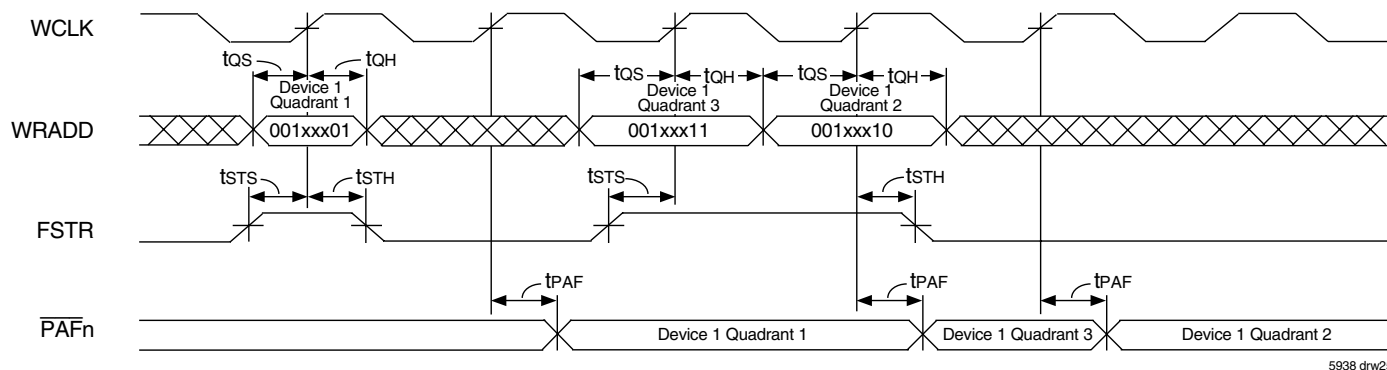 WCLK
tQS
tQH
tQS
tQH
tQS
tQH
Device 1
Quadrant 1
Device 1
Quadrant 3
Device 1
Quadrant 2
WRADD
001xxx01
001xxx11
001xxx10
tSTS
tSTH
tSTS
tSTH
FSTR
tPAF
tPAF
tPAF
PAFn
Device 1 Quadrant 1
Device 1 Quadrant 3
Device 1 Quadrant 2